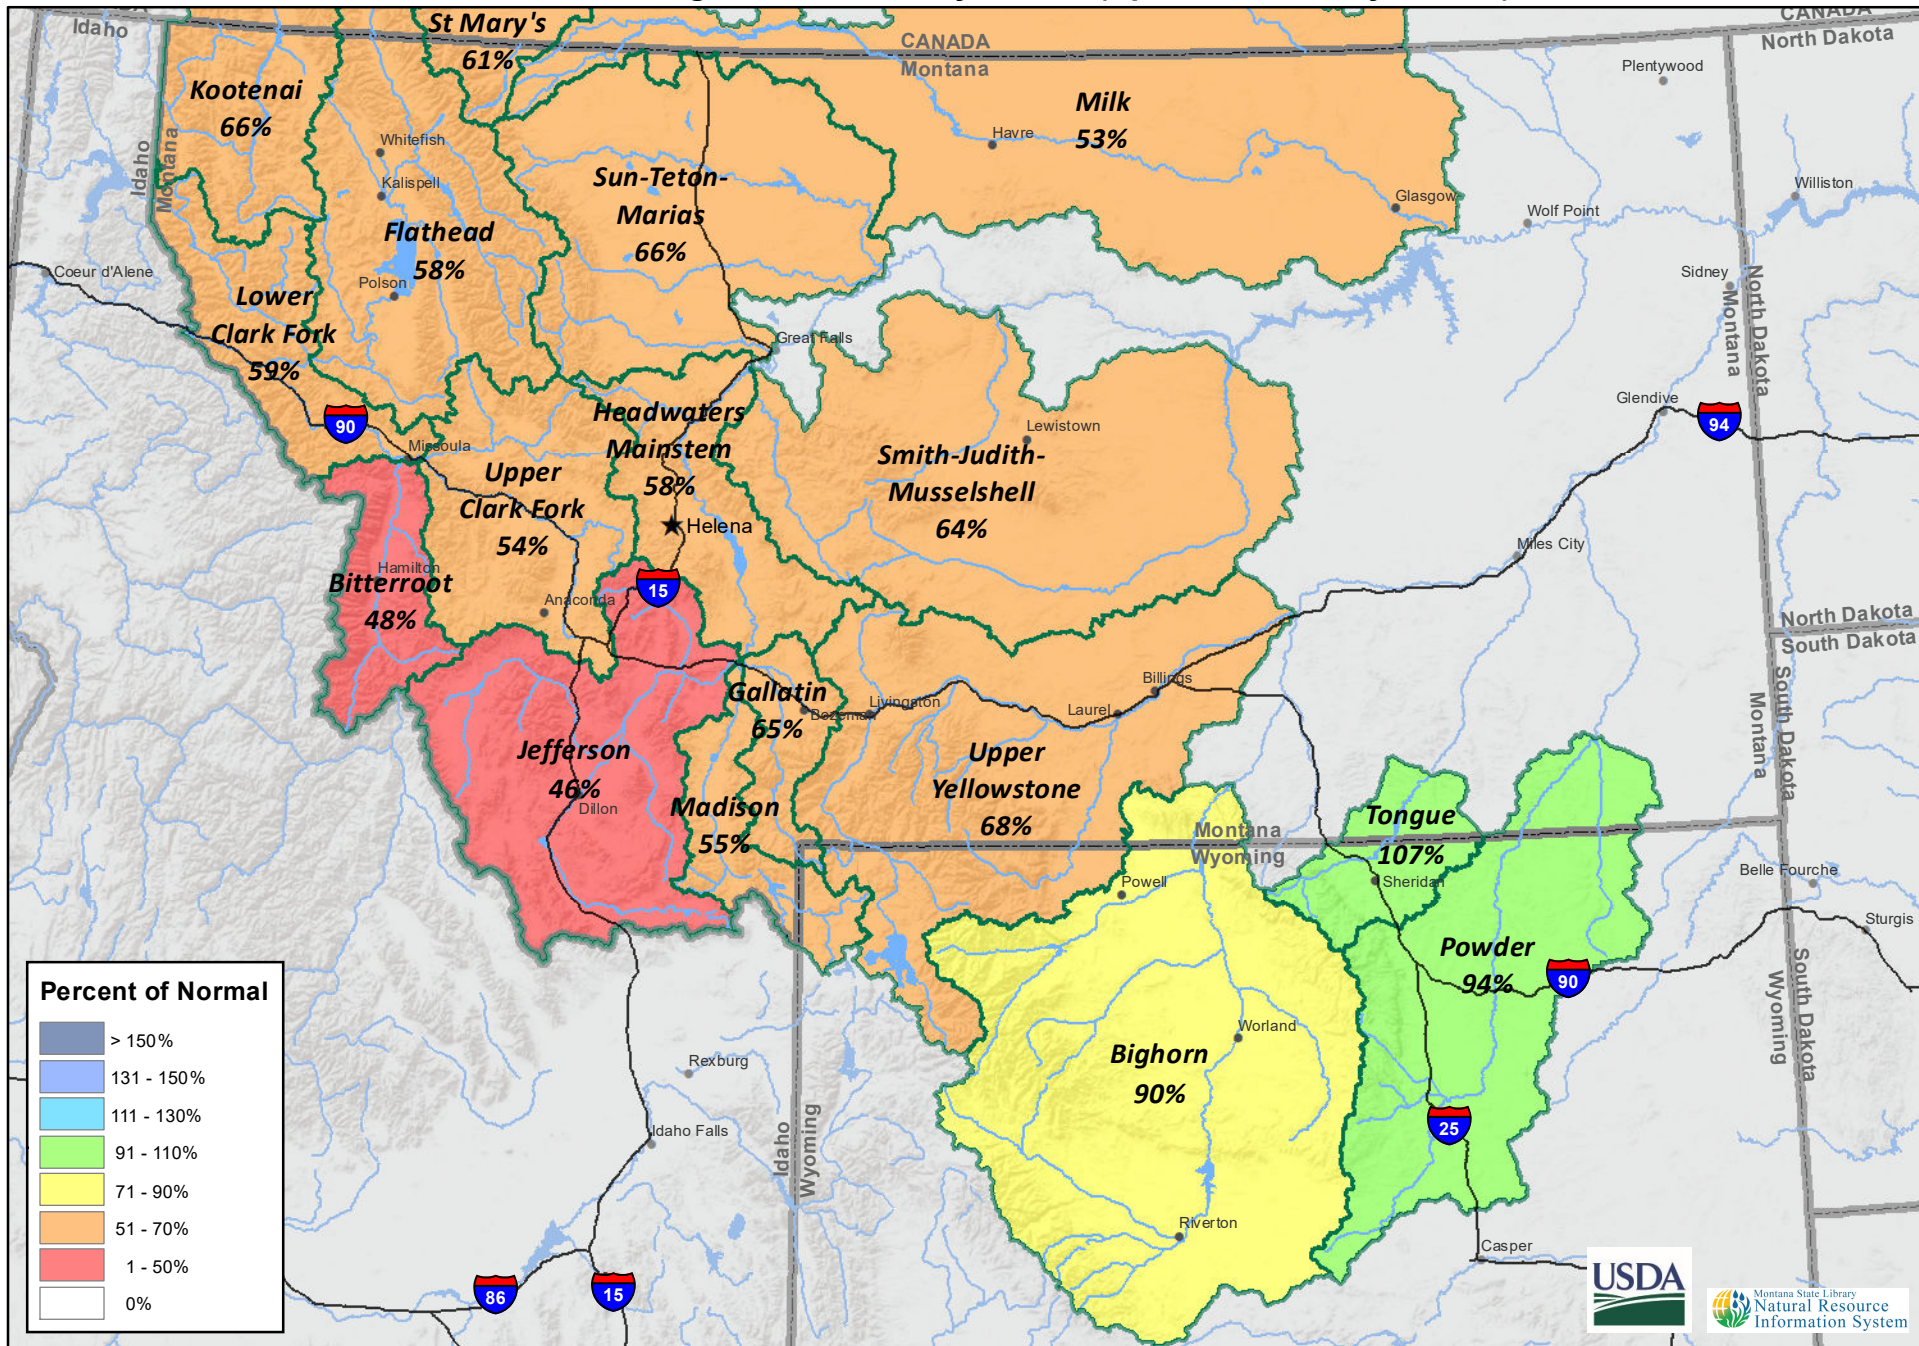 CANADA
Idaho
St Mary's
61%
CANADA
Montana
North Dakota
Plentywood
Kootenai
66%
Milk
53%
Havre
Whitefish
Idaho
Montana
Kalispell
Sun-Teton-
Marias
66%
Glasgow
Wolf Point
Williston
Flathead
58%
Coeur d'Alene
Polson
Sidney
North Dakota
Montana
Lower
Clark Fork
59%
Great Falls
90
Missoula
Headwaters
Mainstem
58%
Lewistown
Glendive
94
Smith-Judith-
Musselshell
64%
Upper
Clark Fork
54%
Helena
Miles City
Hamilton
Bitterroot
48%
Anaconda
15
North Dakota
South Dakota
Gallatin
65%
Bozeman
Livingston
Billings
Laurel
South Dakota
Montana
Jefferson
46%
Dillon
Upper
Yellowstone
68%
Madison
55%
Tongue
107%
Montana
Wyoming
Sheridan
Powell
Belle Fourche
Sturgis
Powder
94%
90
South Dakota
Wyoming
Percent of Normal
> 150%
131 - 150%
111 - 130%
91 - 110%
71 - 90%
51 - 70%
1 - 50%
0%
Worland
Bighorn
90%
Rexburg
Idaho Falls
Idaho
Wyoming
25
Riverton
Casper
86
15
USDA
Montana State Library
Natural Resource
Information System